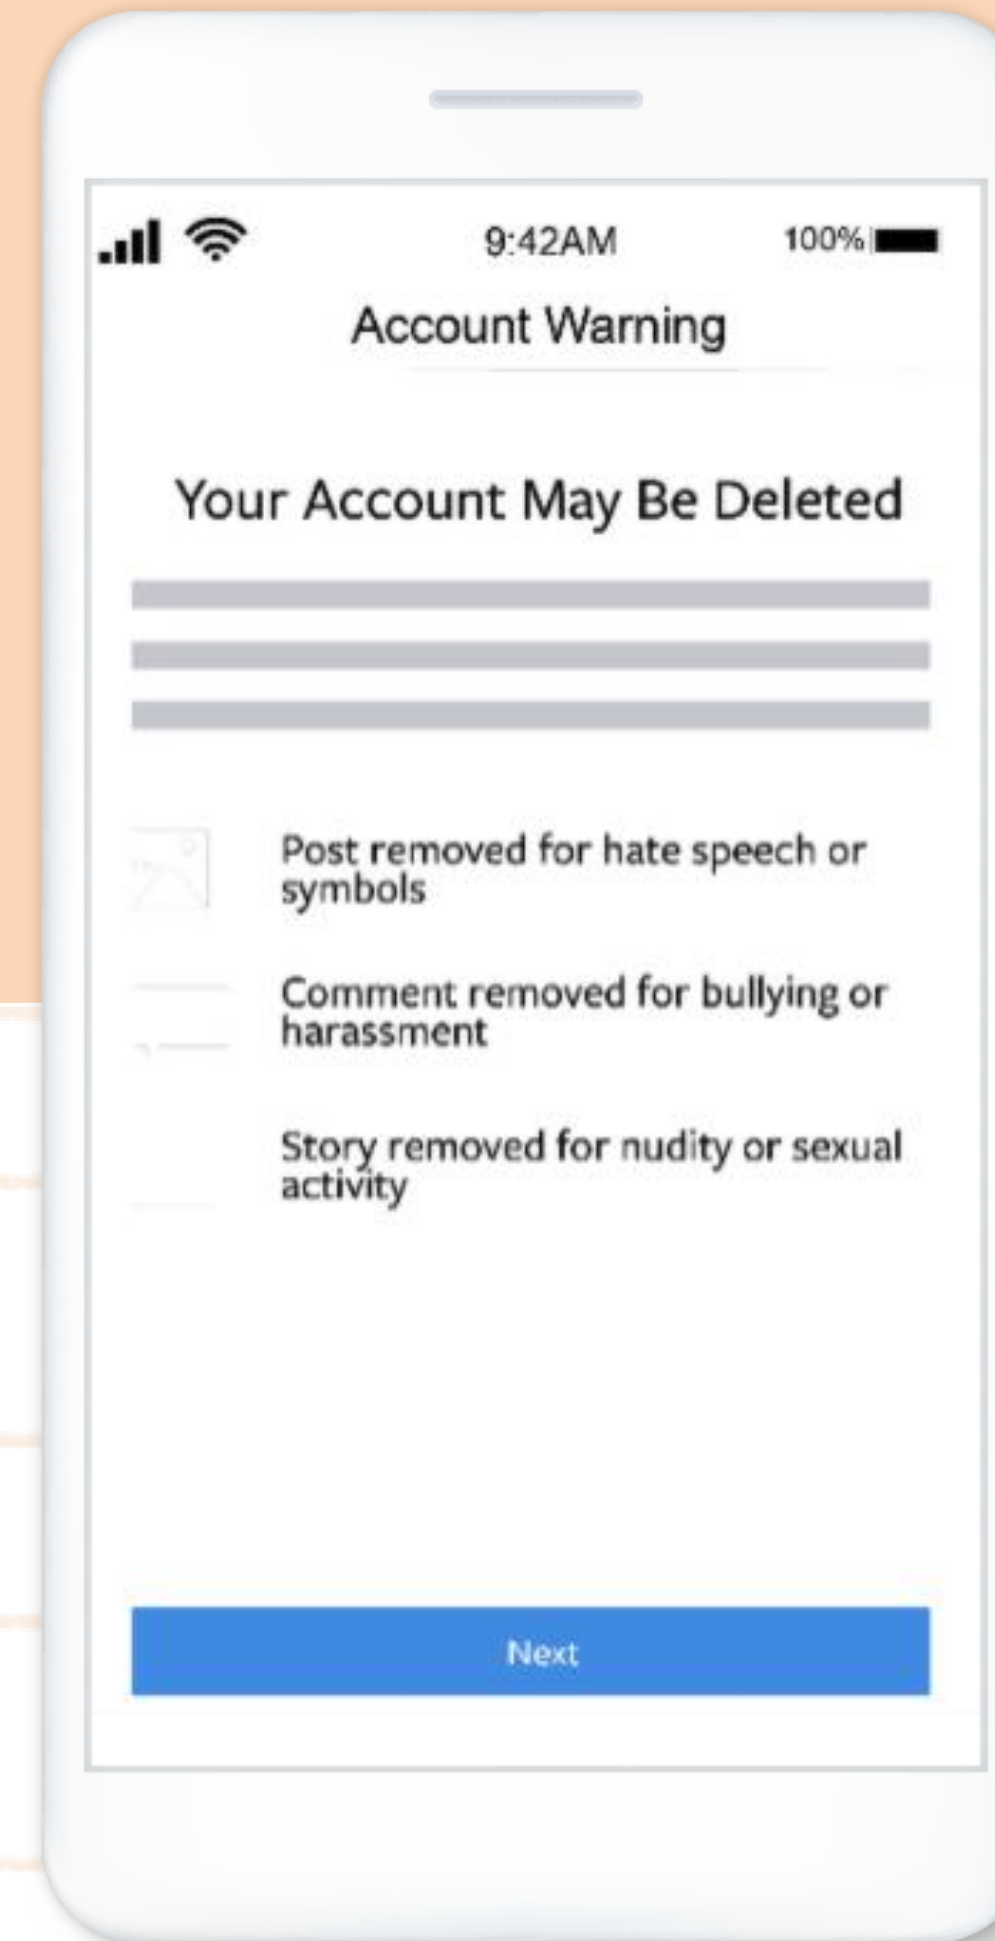 9:42AM
100%
Account Warning
Your Account May Be Deleted
Post removed for hate speech or
symbols
Comment removed for bullying or
harassment
Story removed for nudity or sexual
activity
Next